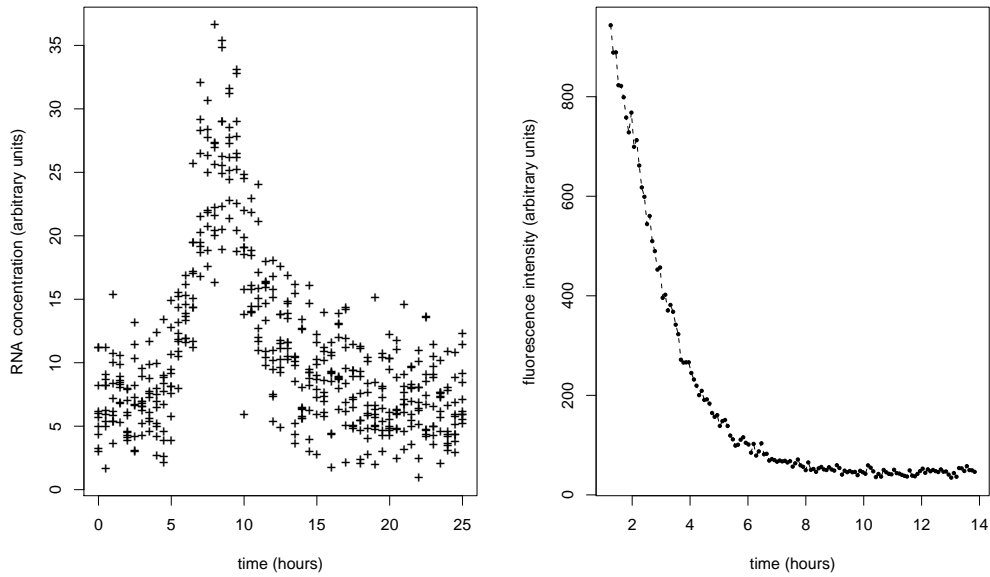 RNA concentration (arbitrary units)
35
30
25
20
15
10
5
0
0 5 10 15 20 25
time (hours)
fluorescence intensity (arbitrary units)
800
600
400
200
0
2 4 6 8 10 12 14
time (hours)